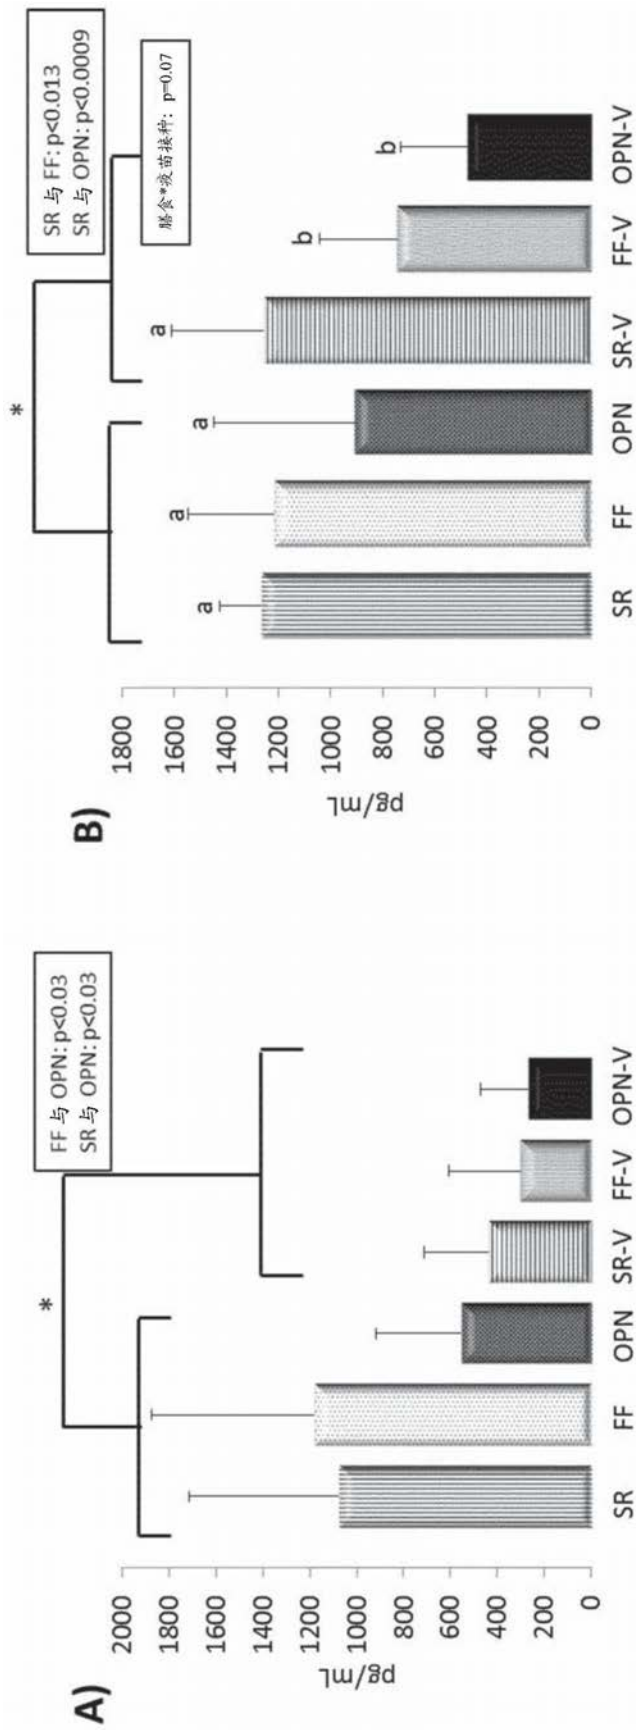 A)
FF 与 OPN: p<0.03
SR 与 OPN: p<0.03
*
2000
1800
1600
1400
1200
1000
800
600
400
200
0
pg/mL
SR FF OPN SR-V FF-V OPN-V
B)
SR 与 FF: p<0.013
SR 与 OPN: p<0.0009
膳食*疫苗接种: p=0.07
*
1800
1600
1400
1200
1000
800
600
400
200
0
pg/mL
a a a a b b
SR FF OPN SR-V FF-V OPN-V